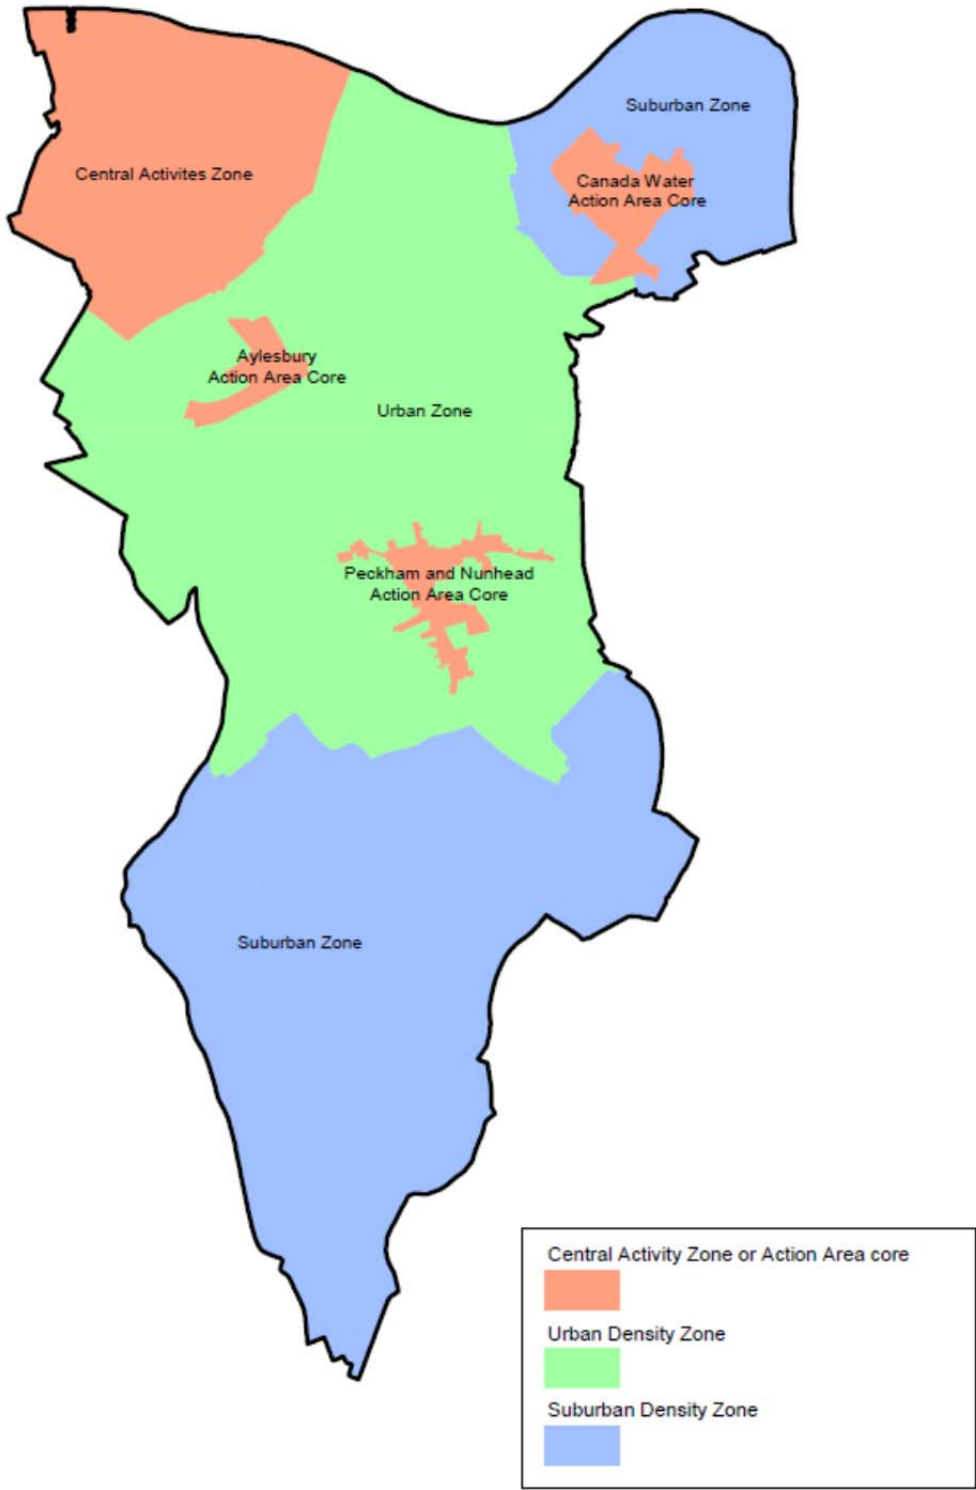 Suburban Zone
Central Activites Zone
Canada Water
Action Area Core
Aylesbury
Action Area Core
Urban Zone
Peckham and Nunhead
Action Area Core
Suburban Zone
Central Activity Zone or Action Area core
Urban Density Zone
Suburban Density Zone